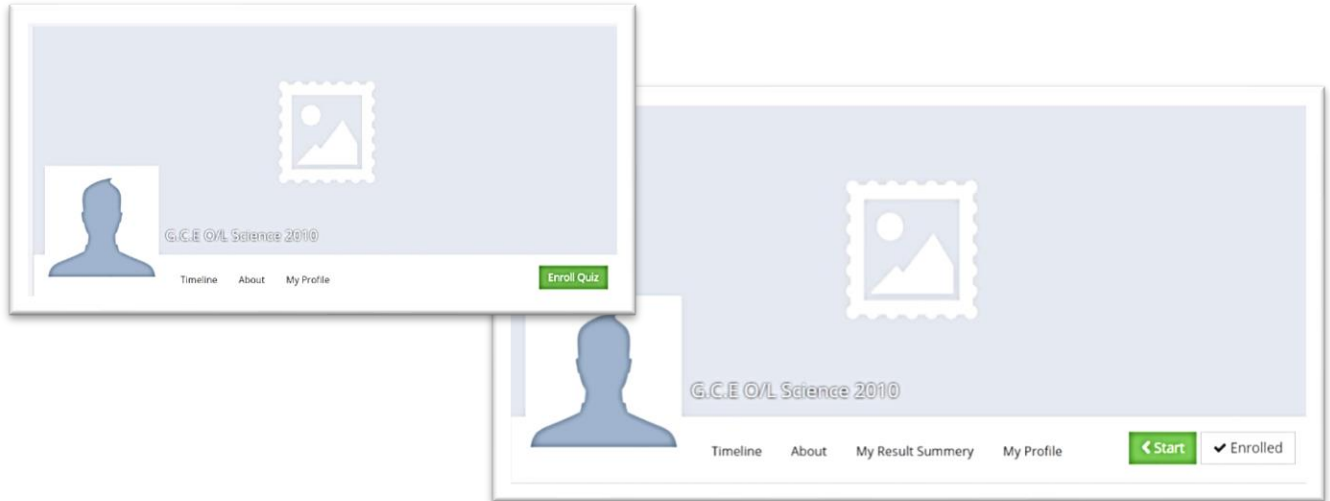 G.C.E O/L Science 2010
Timeline About My Profile Enroll Quiz
G.C.E O/L Science 2010
Timeline About My Result Summery My Profile Start Enrolled